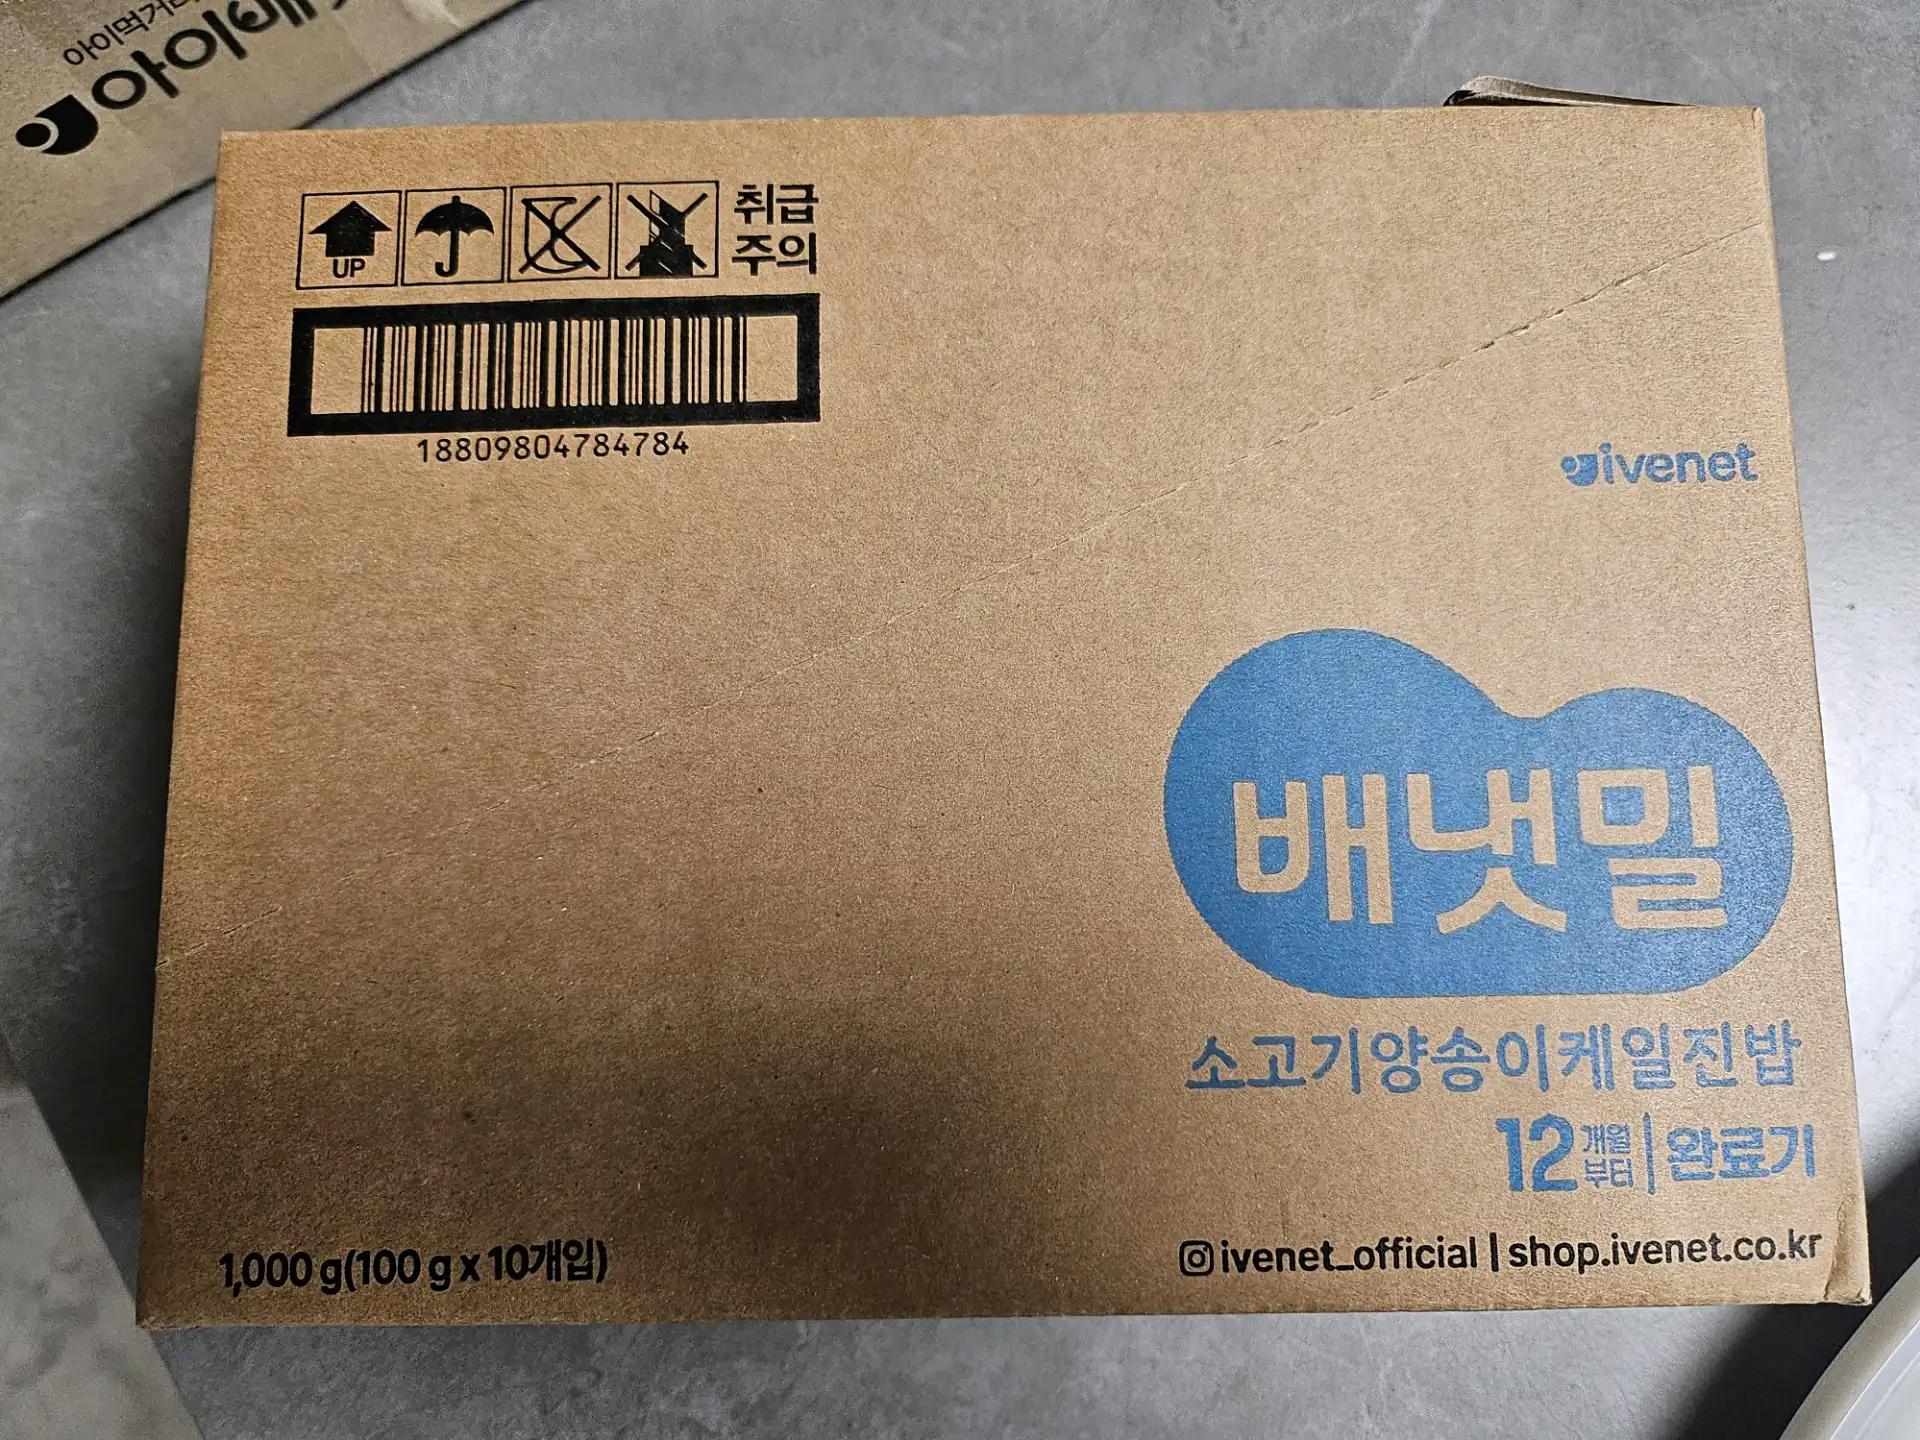 아이먹거리
아이배
UP
취급
주의
18809804784784
ivenet
배냇밀
소고기양송이케일진밥
12개월부터 | 완료기
1,000 g(100 g x 10개입)
ivenet_official | shop.ivenet.co.kr